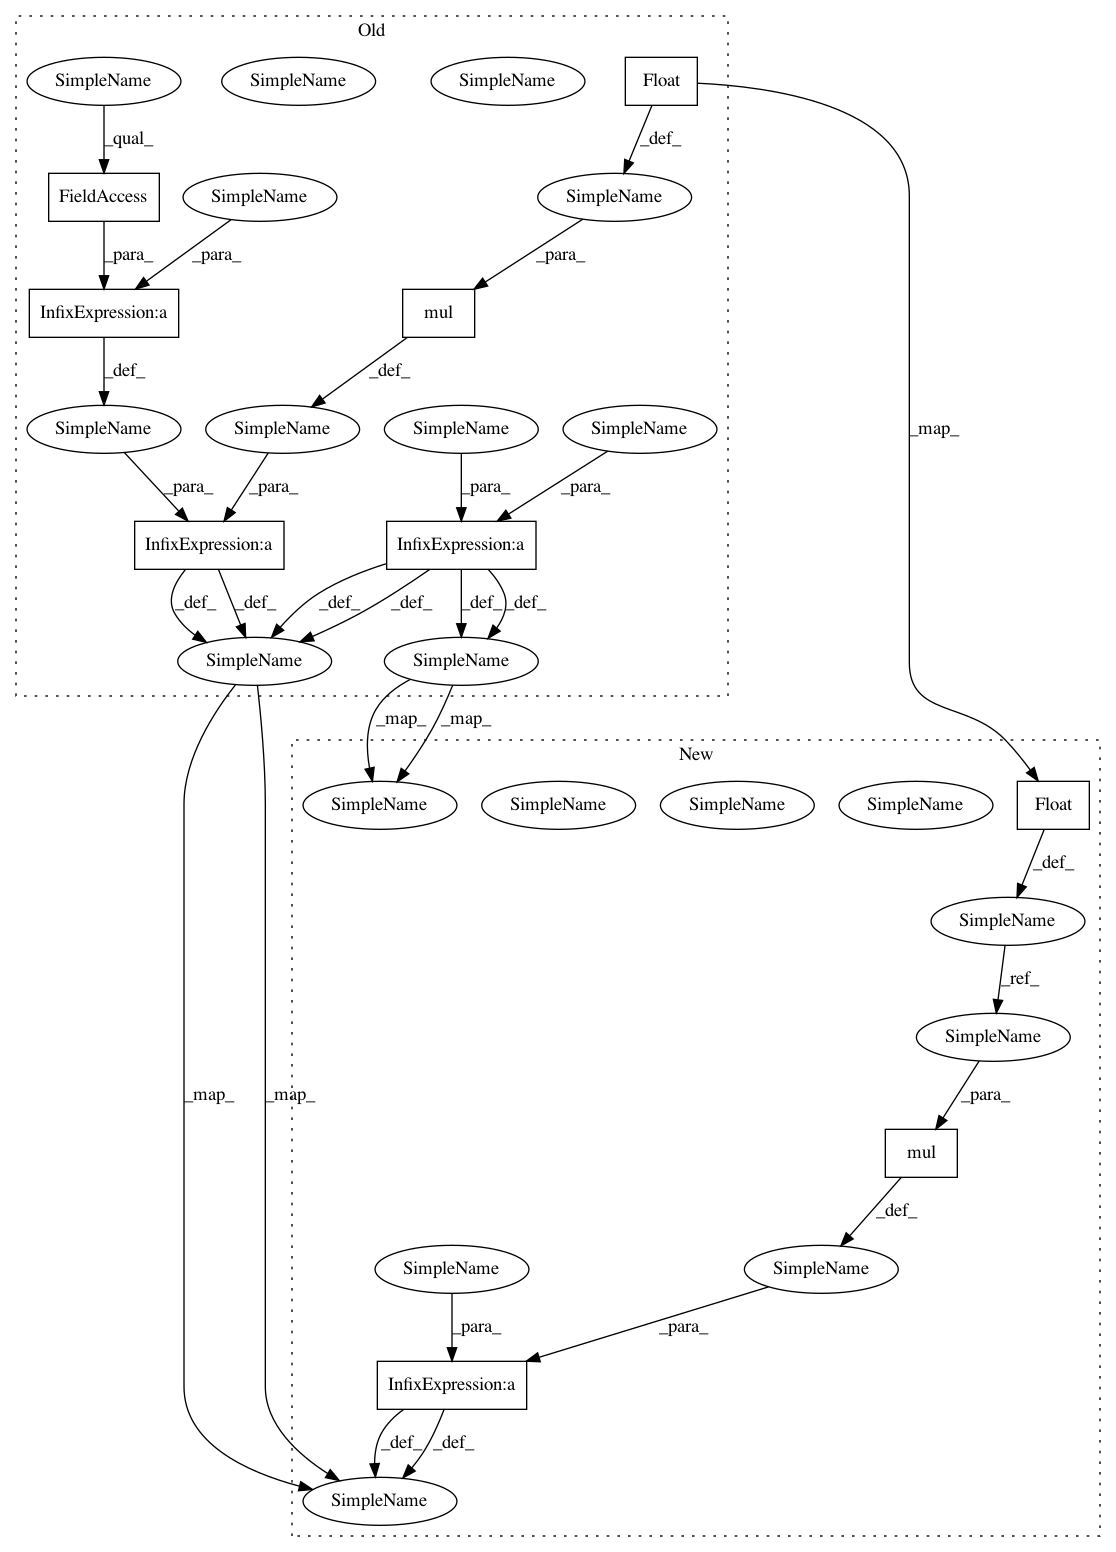 Old
SimpleName
SimpleName
SimpleName
Float
_qual_
_def_
_map_
FieldAccess
SimpleName
SimpleName
_para_
_para_
_para_
InfixExpression:a
mul
_def_
_def_
SimpleName
SimpleName
SimpleName
SimpleName
_para_
_para_
_para_
_para_
InfixExpression:a
InfixExpression:a
_def_
_def_
_def_
_def_
_def_
_def_
SimpleName
SimpleName
_map_
_map_
New
SimpleName
SimpleName
SimpleName
SimpleName
Float
_def_
SimpleName
_ref_
SimpleName
_map_
_map_
_para_
mul
_def_
SimpleName
SimpleName
_para_
_para_
InfixExpression:a
_def_
_def_
SimpleName